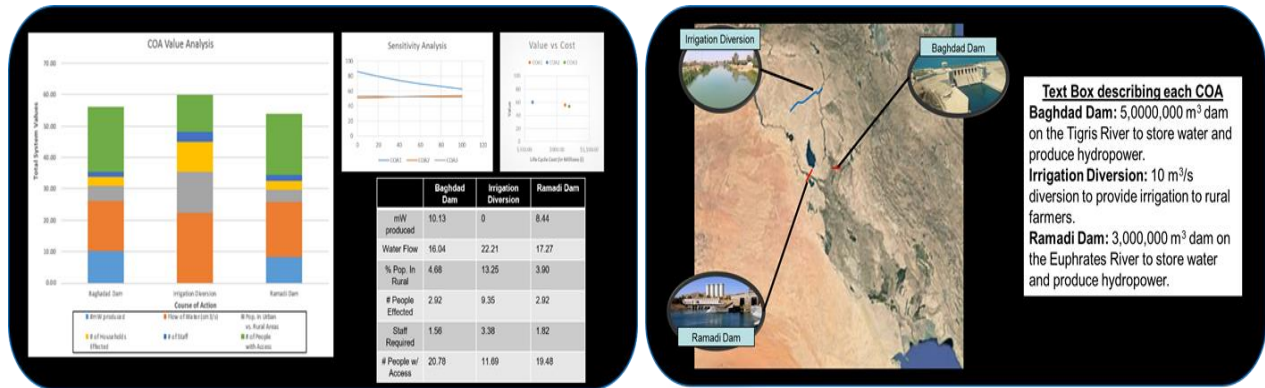 COA Value Analysis
Total System Values
70.00
60.00
50.00
40.00
30.00
20.00
10.00
0.00
Baghdad Dam
Irrigation Diversion
Ramadi Dam
Course of Action
#MW produced
Flow of Water (cm3/s)
Pop. In Urban
vs. Rural Areas
# of Households
Effected
# of Staff
# of People
with Access
Sensitivity Analysis
100
80
60
40
20
0
0 20 40 60 80 100 120
COA1 COA2 COA3
Value vs Cost
COA1 COA2 COA3
Value
100
80
60
40
20
0
Baghdad Dam
Irrigation Diversion
Ramadi Dam
mW produced 10.13 0 8.44
Water Flow 16.04 22.21 17.27
% Pop. In Rural 4.68 13.25 3.90
# People Effected 2.92 9.35 2.92
Staff Required 1.56 3.38 1.82
# People w/ Access 20.78 11.69 19.48
Irrigation Diversion
Baghdad Dam
Ramadi Dam
Text Box describing each COA
Baghdad Dam: 5,0000,000 m³ dam
on the Tigris River to store water and
produce hydropower.
Irrigation Diversion: 10 m³/s
diversion to provide irrigation to rural
farmers.
Ramadi Dam: 3,000,000 m³ dam on
the Euphrates River to store water
and produce hydropower.